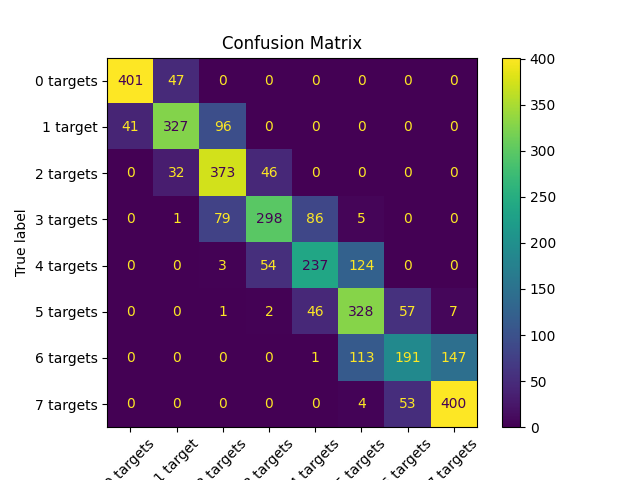 Confusion Matrix
0 targets 401 47 0 0 0 0 0 0
1 target 41 327 96 0 0 0 0 0
2 targets 0 32 373 46 0 0 0 0
3 targets 0 1 79 298 86 5 0 0
4 targets 0 0 3 54 237 124 0 0
5 targets 0 0 1 2 46 328 57 7
6 targets 0 0 0 0 1 113 191 147
7 targets 0 0 0 0 0 4 53 400
True label
targets
1 target
targets
targets
targets
targets
targets
7 targets
400
350
300
250
200
150
100
50
0